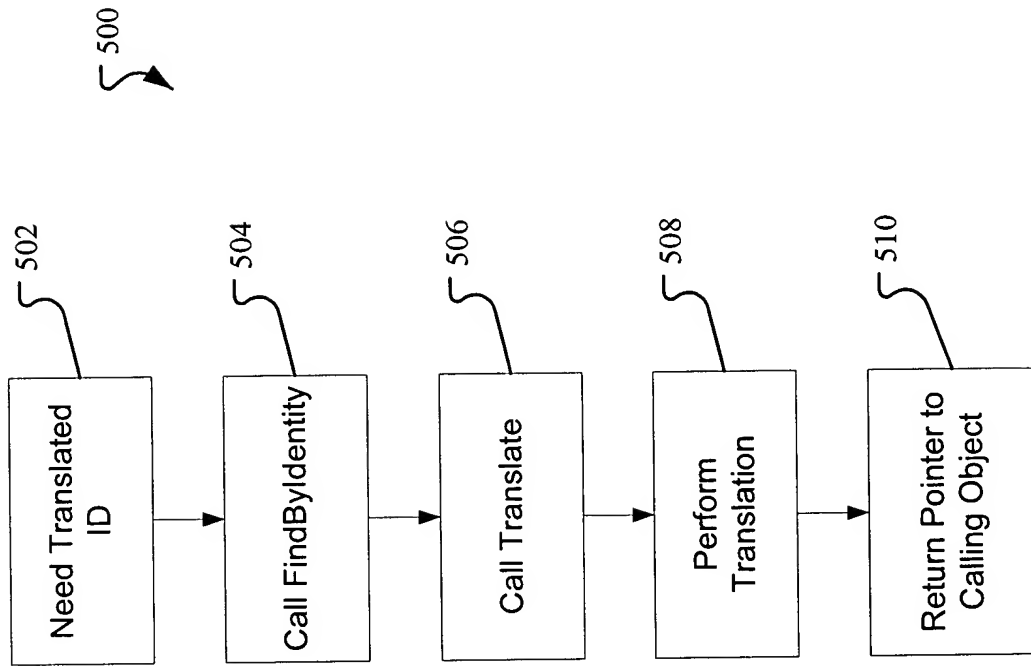 500
502
Need Translated
ID
504
Call FindByIdentity
506
Call Translate
508
Perform
Translation
510
Return Pointer to
Calling Object